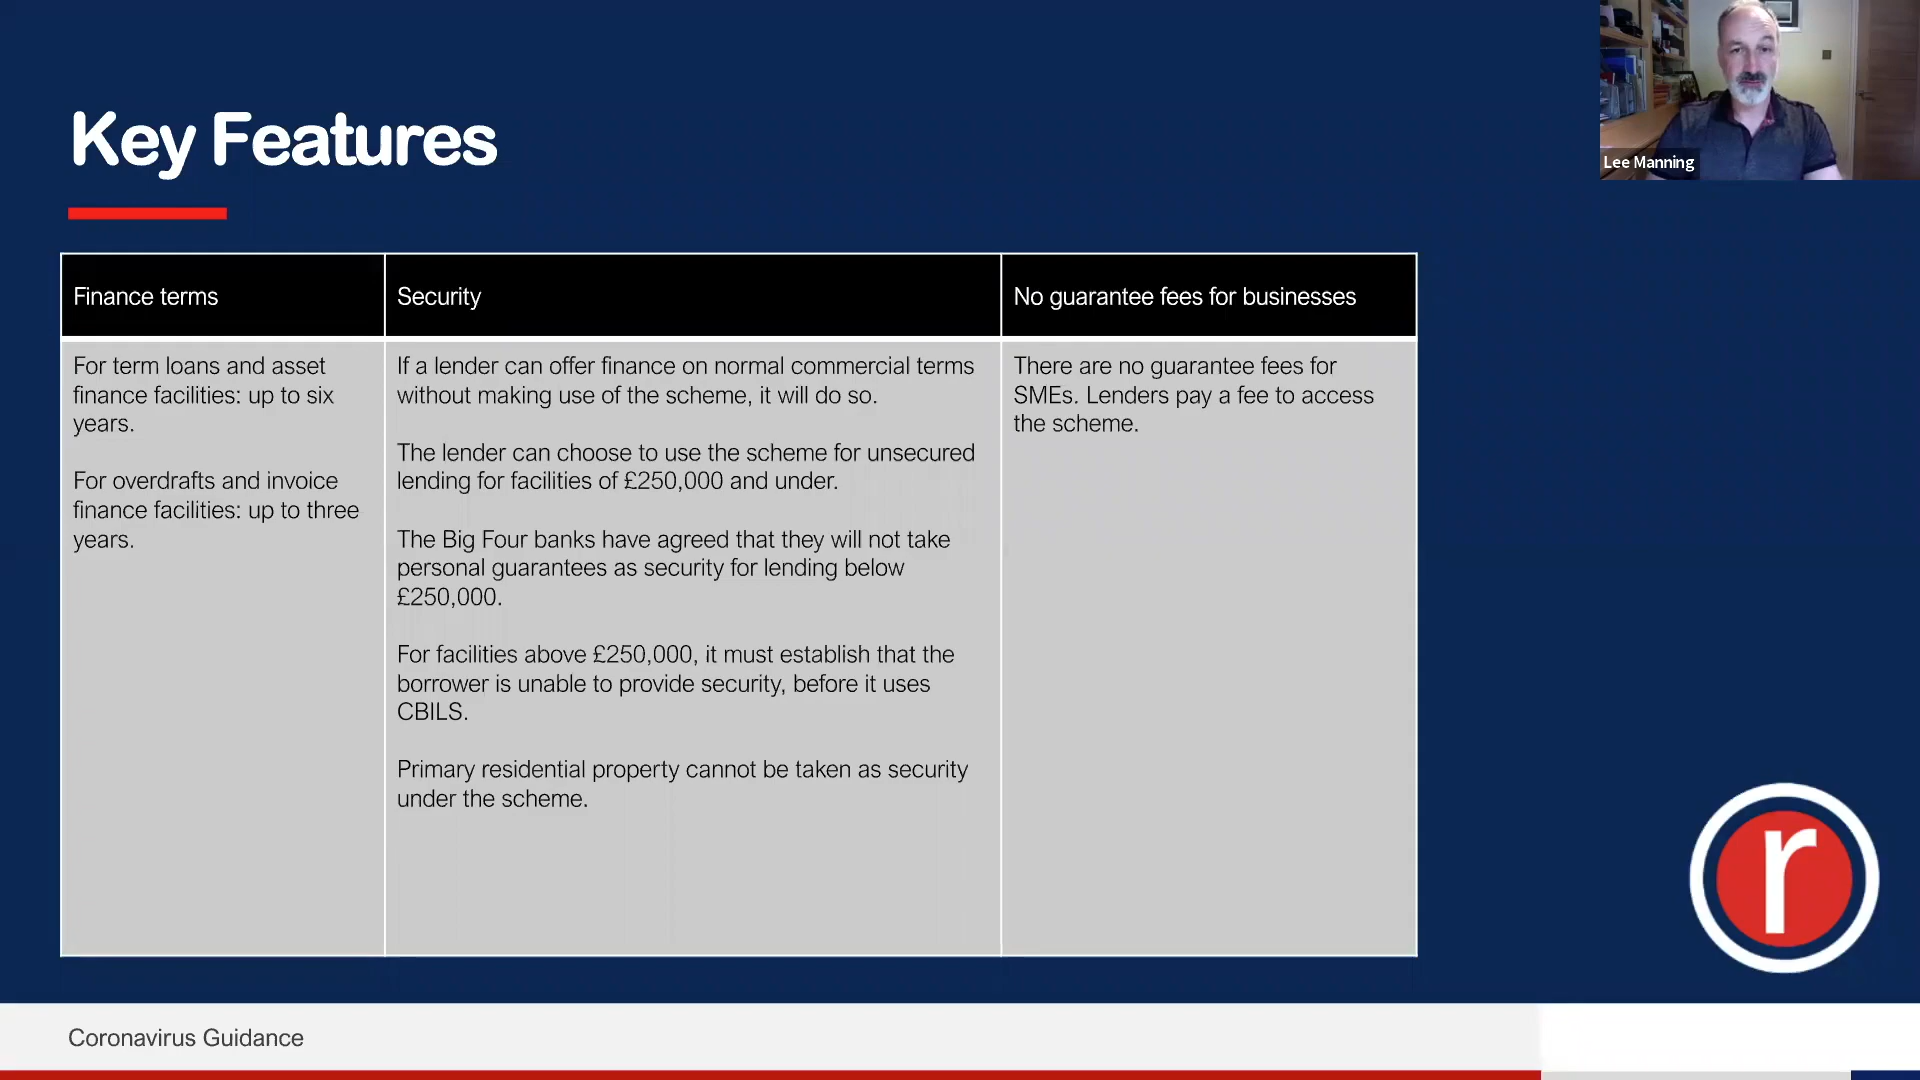 Key Features
Lee Manning
Finance terms
Security
No guarantee fees for businesses
For term loans and asset
finance facilities: up to six
years.
For overdrafts and invoice
finance facilities: up to three
years.
If a lender can offer finance on normal commercial terms
without making use of the scheme, it will do so.
The lender can choose to use the scheme for unsecured
lending for facilities of £250,000 and under.
The Big Four banks have agreed that they will not take
personal guarantees as security for lending below
£250,000.
For facilities above £250,000, it must establish that the
borrower is unable to provide security, before it uses
CBILS.
Primary residential property cannot be taken as security
under the scheme.
There are no guarantee fees for
SMEs. Lenders pay a fee to access
the scheme.
r
Coronavirus Guidance